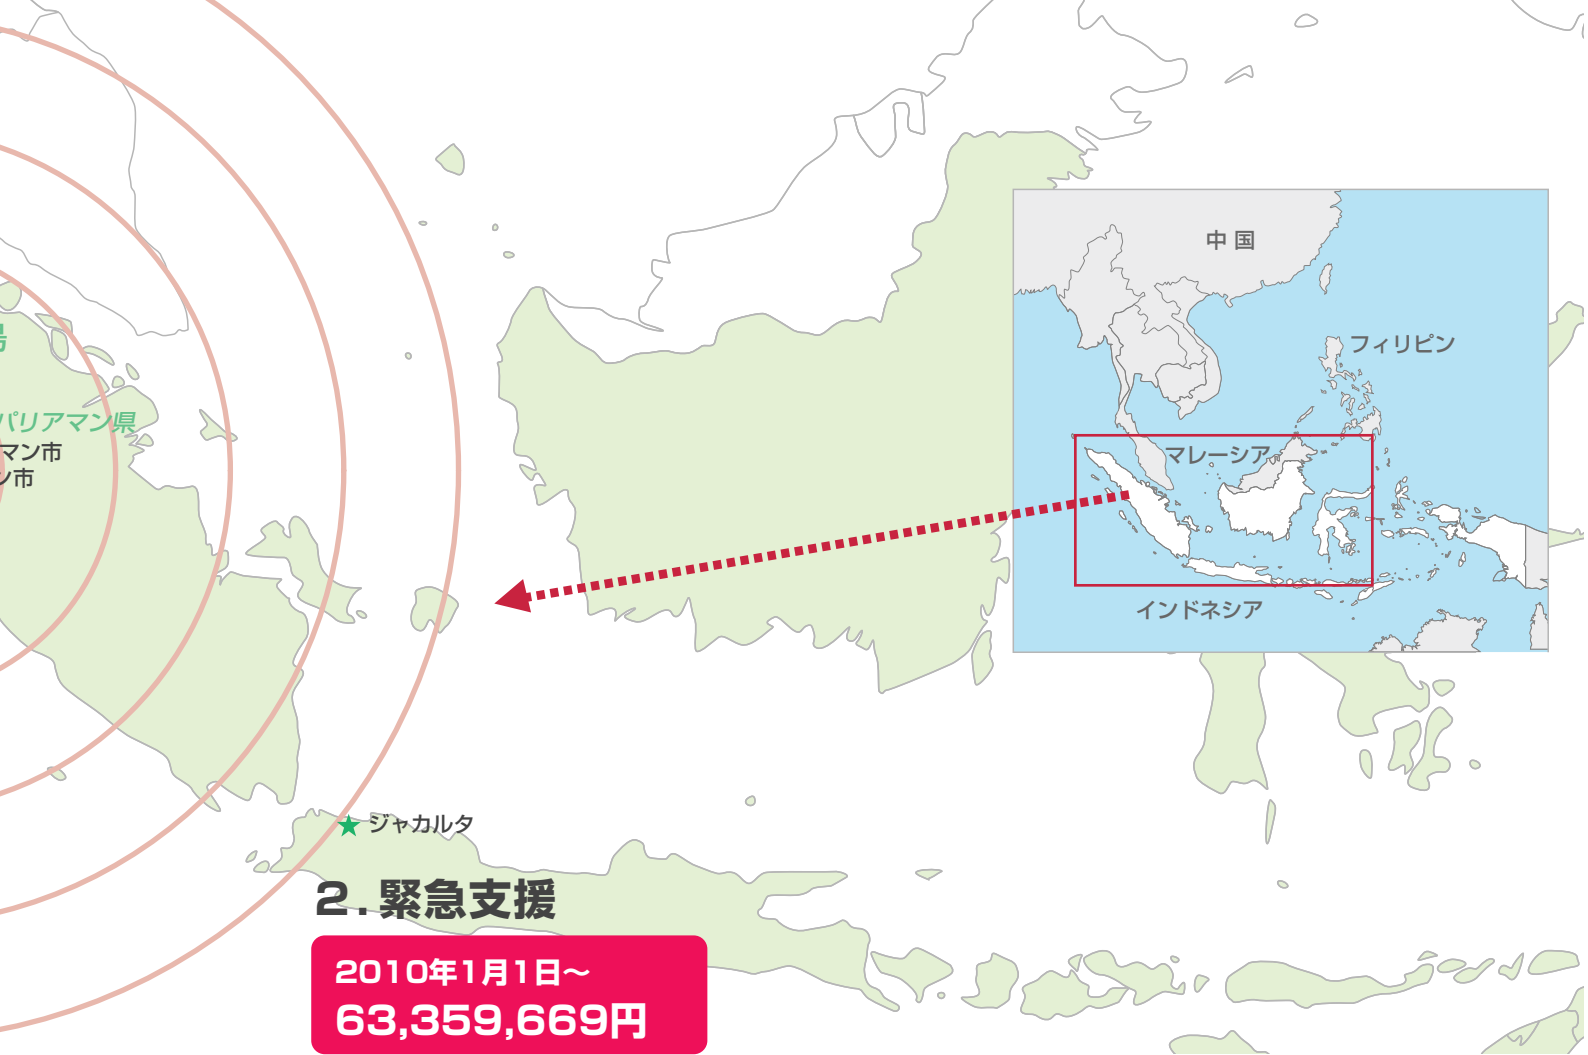 中国
フィリピン
マレーシア
インドネシア
場
パリアマン県
マン市
ン市
ジャカルタ
2.緊急支援
2010年1月1日～
63,359,669円